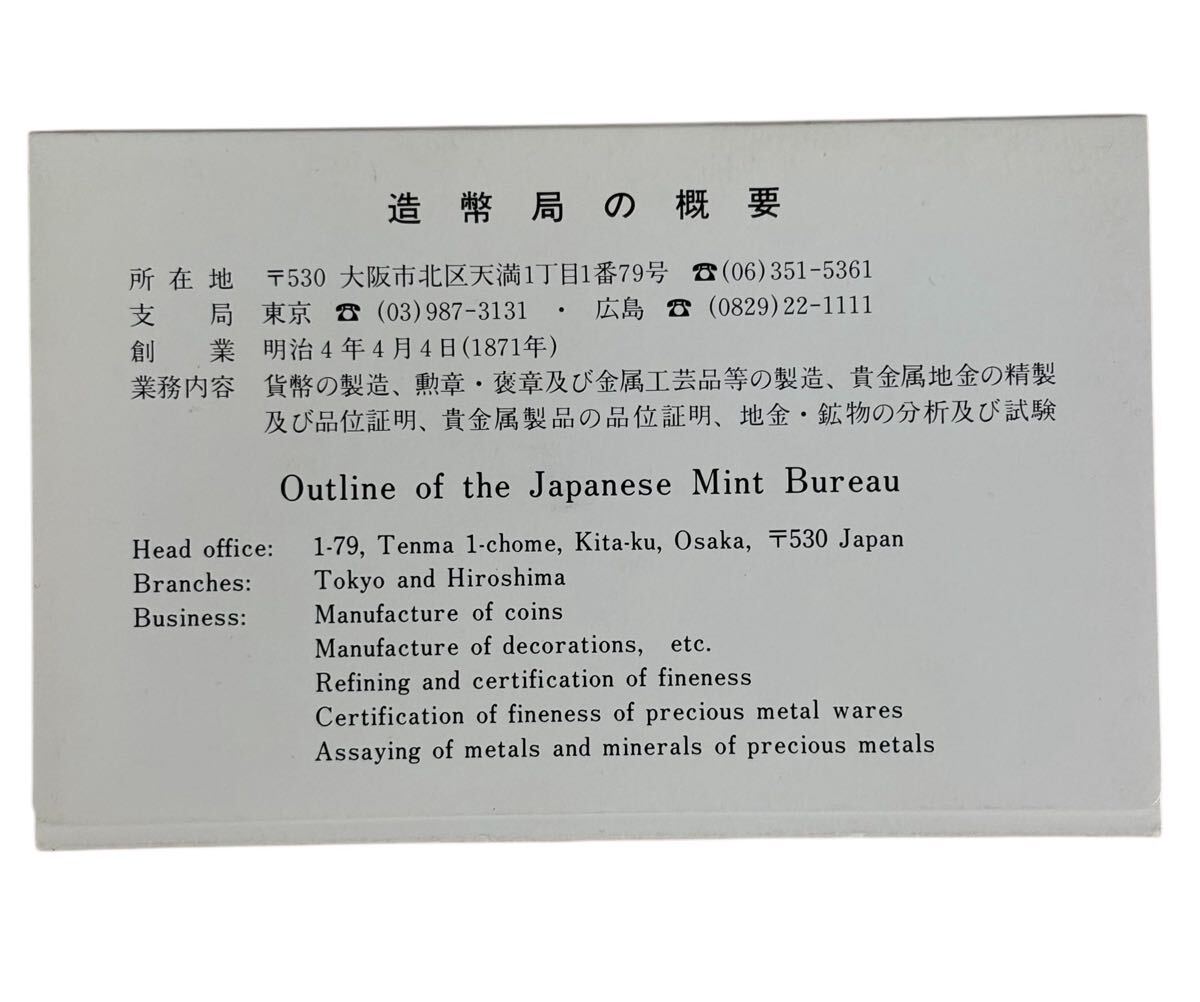 造幣局の概要
所在地 〒530 大阪市北区天満1丁目1番79号 ☎(06)351-5361
支局 東京 ☎ (03)987-3131 ・ 広島 ☎ (0829)22-1111
創業 明治4年4月4日(1871年)
業務内容 貨幣の製造、勲章・褒章及び金属工芸品等の製造、貴金属地金の精製
及び品位証明、貴金属製品の品位証明、地金・鉱物の分析及び試験
Outline of the Japanese Mint Bureau
Head office: 1-79, Tenma 1-chome, Kita-ku, Osaka, 〒530 Japan
Branches: Tokyo and Hiroshima
Business: Manufacture of coins
Manufacture of decorations, etc.
Refining and certification of fineness
Certification of fineness of precious metal wares
Assaying of metals and minerals of precious metals